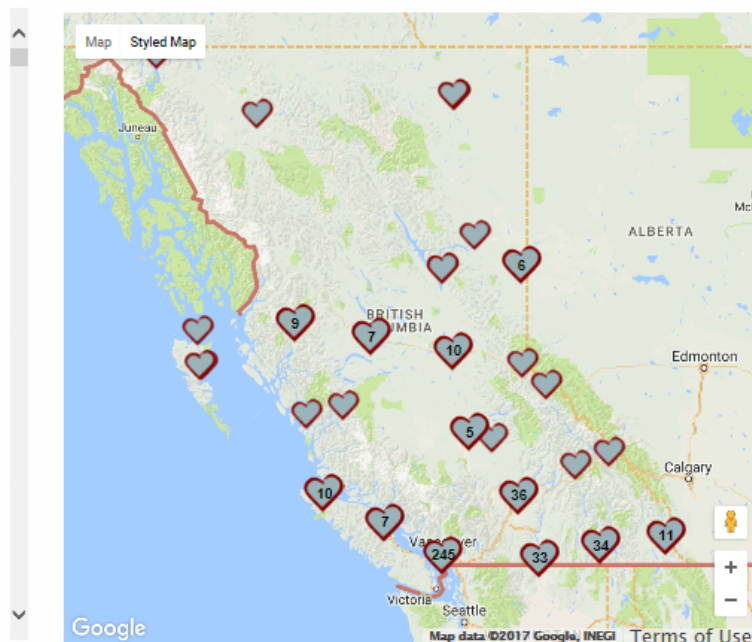 Map Styled Map
Juneau
ALBERTA
6
9
BRITISH
7
10
Edmonton
5
Calgary
10
36
7
11
Vancouver
245
33
34
Victoria
Seattle
+
−
Google
Map data ©2017 Google, INEGI Terms of Use